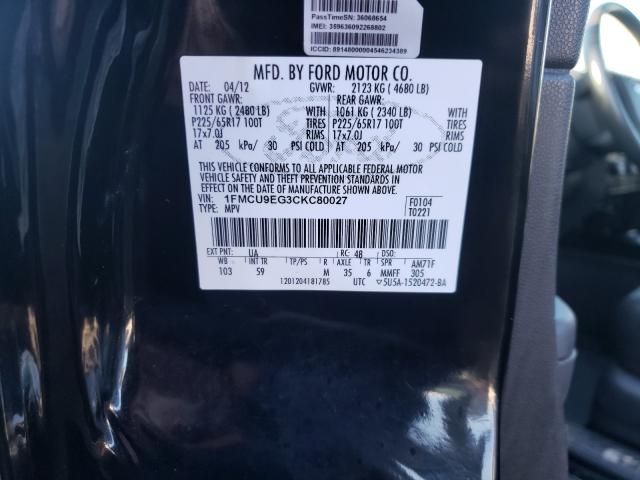 PassTimeSN: 36068654
IMEI: 359636092268802
ICCID: 89148000004546234389
MFD. BY FORD MOTOR CO.
DATE: 04/12 GVWR: 2123 KG ( 4680 LB)
FRONT GAWR: REAR GAWR:
1125 KG ( 2480 LB) WITH 1061 KG ( 2340 LB) WITH
P225/65R17 100T TIRES P225/65R17 100T TIRES
17x7.0J RIMS 17x7.0J RIMS
AT 205 kPa/ 30 PSI COLD AT 205 kPa/ 30 PSI COLD
THIS VEHICLE CONFORMS TO ALL APPLICABLE FEDERAL MOTOR
VEHICLE SAFETY AND THEFT PREVENTION STANDARDS IN EFFECT
ON THE DATE OF MANUFACTURE SHOWN ABOVE.
VIN: 1FMCU9EG3CKC80027 F0104
TYPE: MPV T0221
EXT PNT: UA RC: 48 DSO:
WB INT TR TP/PS R AXLE TR SPR AM71F
103 59 M 35 6 MMFF 305
1201204181785 UTC ▽5U5A-1520472-BA